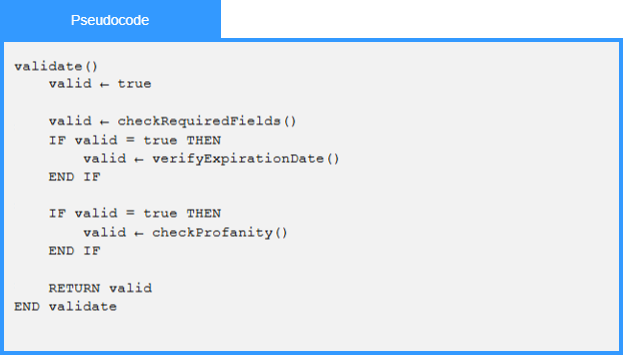 Pseudocode
validate()
valid ← true
valid ← checkRequiredFields()
IF valid = true THEN
valid ← verifyExpirationDate()
END IF
IF valid = true THEN
valid ← checkProfanity()
END IF
RETURN valid
END validate